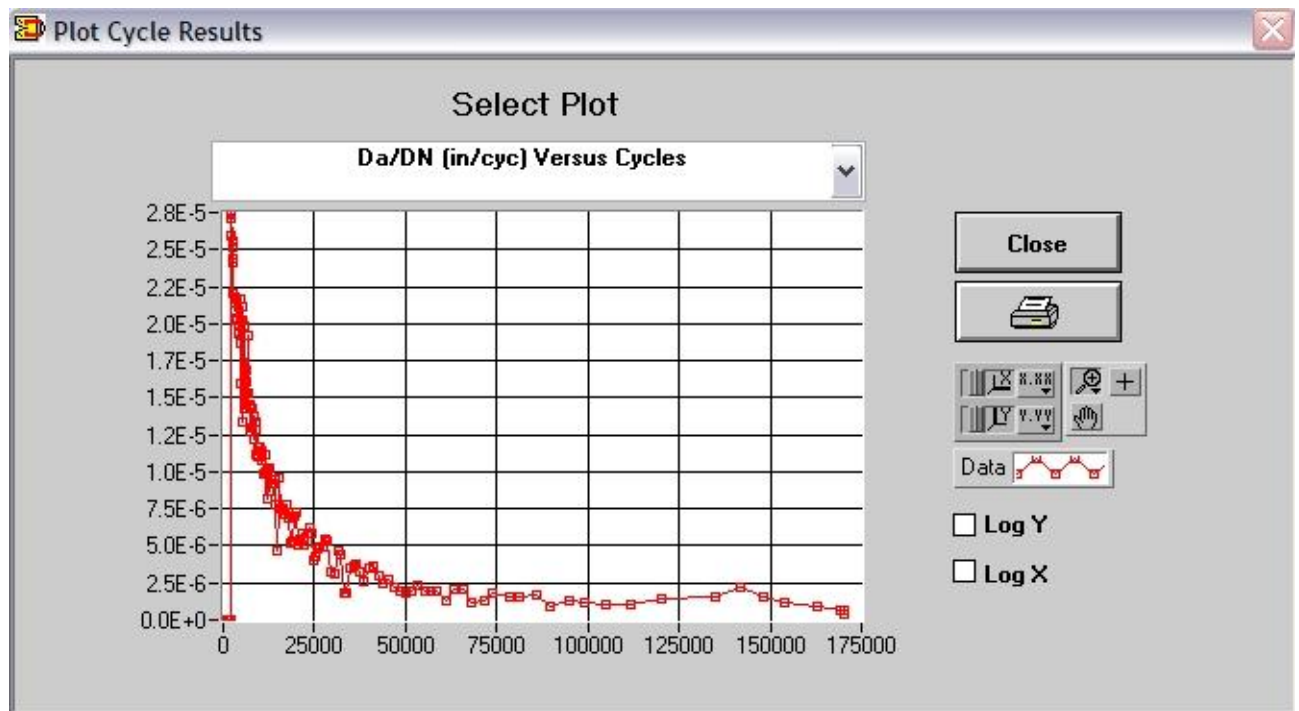 Plot Cycle Results
Select Plot
Da/DN (in/cyc) Versus Cycles
2.8E-5
2.5E-5
2.2E-5
2.0E-5
1.7E-5
1.5E-5
1.2E-5
1.0E-5
7.5E-6
5.0E-6
2.5E-6
0.0E+0
0 25000 50000 75000 100000 125000 150000 175000
Close
X X.XX
Y Y.YY
Data
Log Y
Log X